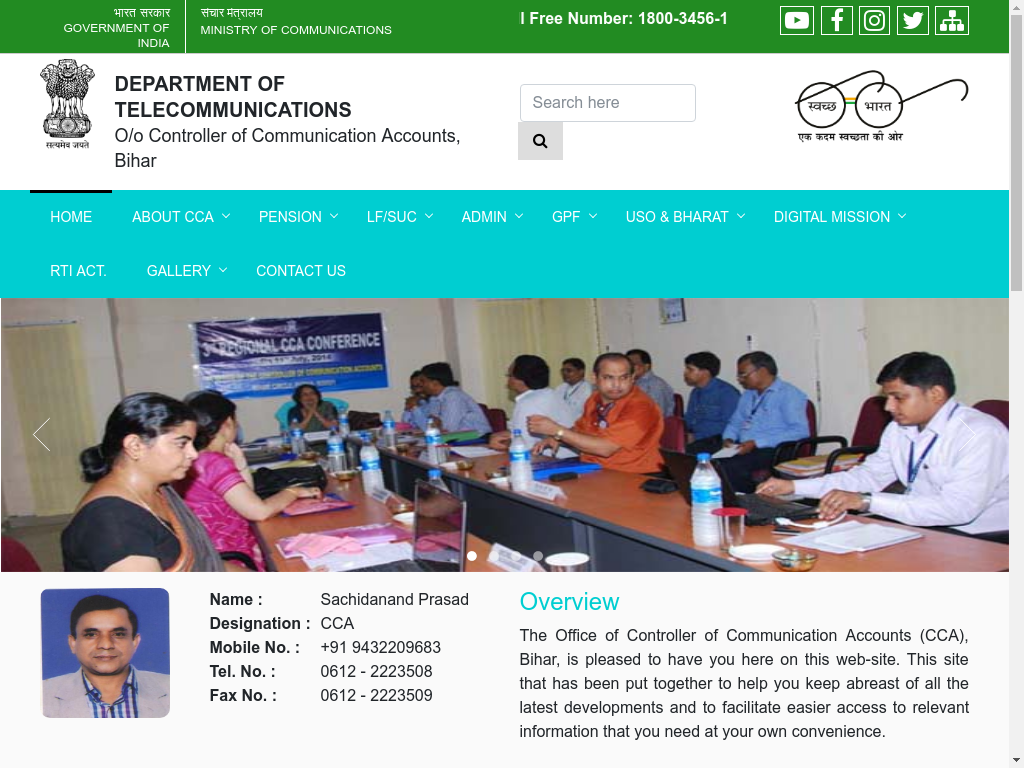 भारत सरकार
GOVERNMENT OF
INDIA
संचार मंत्रालय
MINISTRY OF COMMUNICATIONS
l Free Number: 1800-3456-1
सत्यमेव जयते
DEPARTMENT OF
TELECOMMUNICATIONS
O/o Controller of Communication Accounts,
Bihar
Search here
स्वच्छ भारत
एक कदम स्वच्छता की ओर
HOME ABOUT CCA PENSION LF/SUC ADMIN GPF USO & BHARAT DIGITAL MISSION
RTI ACT. GALLERY CONTACT US
REGIONAL CCA CONFERENCE
July, 2014
CONTROLLER OF COMMUNICATION ACCOUNTS
Name : Sachidanand Prasad
Designation : CCA
Mobile No. : +91 9432209683
Tel. No. : 0612 - 2223508
Fax No. : 0612 - 2223509
Overview
The Office of Controller of Communication Accounts (CCA),
Bihar, is pleased to have you here on this web-site. This site
that has been put together to help you keep abreast of all the
latest developments and to facilitate easier access to relevant
information that you need at your own convenience.